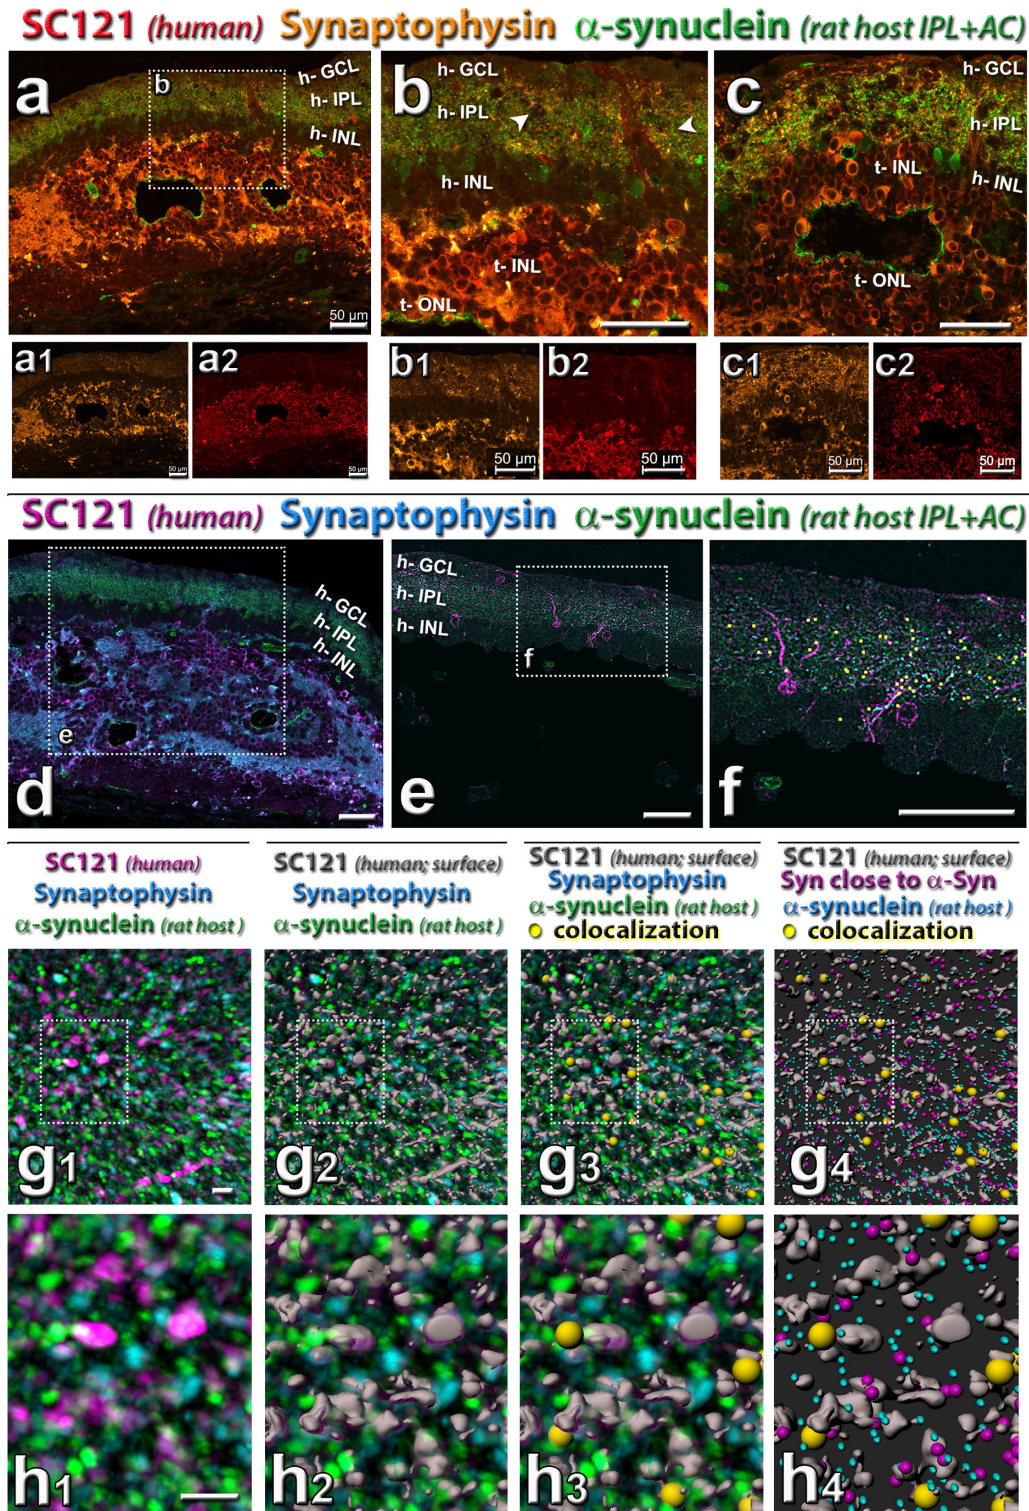 SC121 (human) Synaptophysin α-synuclein (rat host IPL+AC)
a
b
h- GCL
h- IPL
h- INL
50 µm
b
h- GCL
h- IPL
h- INL
t- INL
t- ONL
c
h- GCL
h- IPL
t- INL
h- INL
t- ONL
a1
50 µm
a2
50 µm
b1
50 µm
b2
50 µm
c1
50 µm
c2
50 µm
SC121 (human) Synaptophysin α-synuclein (rat host IPL+AC)
h- GCL
h- IPL
h- INL
e
d
h- GCL
h- IPL
h- INL
f
e
f
SC121 (human)
Synaptophysin
α-synuclein (rat host )
SC121 (human; surface)
Synaptophysin
α-synuclein (rat host )
SC121 (human; surface)
Synaptophysin
α-synuclein (rat host )
colocalization
SC121 (human; surface)
Syn close to α-Syn
α-synuclein (rat host )
colocalization
g1
g2
g3
g4
h1
h2
h3
h4